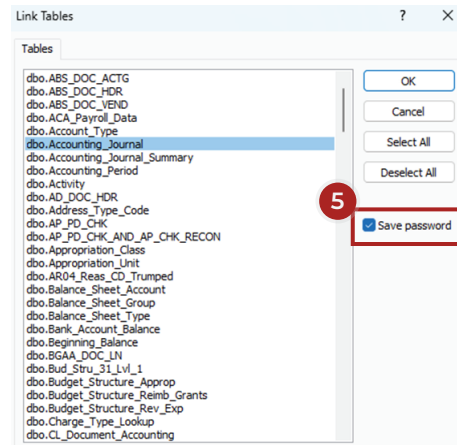 Link Tables
?
Tables
dbo.ABS_DOC_ACTG
dbo.ABS_DOC_HDR
dbo.ABS_DOC_VEND
dbo.ACA_Payroll_Data
dbo.Account_Type
dbo.Accounting_Journal
dbo.Accounting_Journal_Summary
dbo.Accounting_Period
dbo.Activity
dbo.AD_DOC_HDR
dbo.Address_Type_Code
dbo.AP_PD_CHK
dbo.AP_PD_CHK_AND_AP_CHK_RECON
dbo.Appropriation_Class
dbo.Appropriation_Unit
dbo.AR04_Reas_CD_Trumped
dbo.Balance_Sheet_Account
dbo.Balance_Sheet_Group
dbo.Balance_Sheet_Type
dbo.Bank_Account_Balance
dbo.Beginning_Balance
dbo.BGAA_DOC_LN
dbo.Bud_Stru_31_Lvl_1
dbo.Budget_Structure_Approp
dbo.Budget_Structure_Reimb_Grants
dbo.Budget_Structure_Rev_Exp
dbo.Charge_Type_Lookup
dbo.CL_Document_Accounting
OK
Cancel
Select All
Deselect All
5
Save password